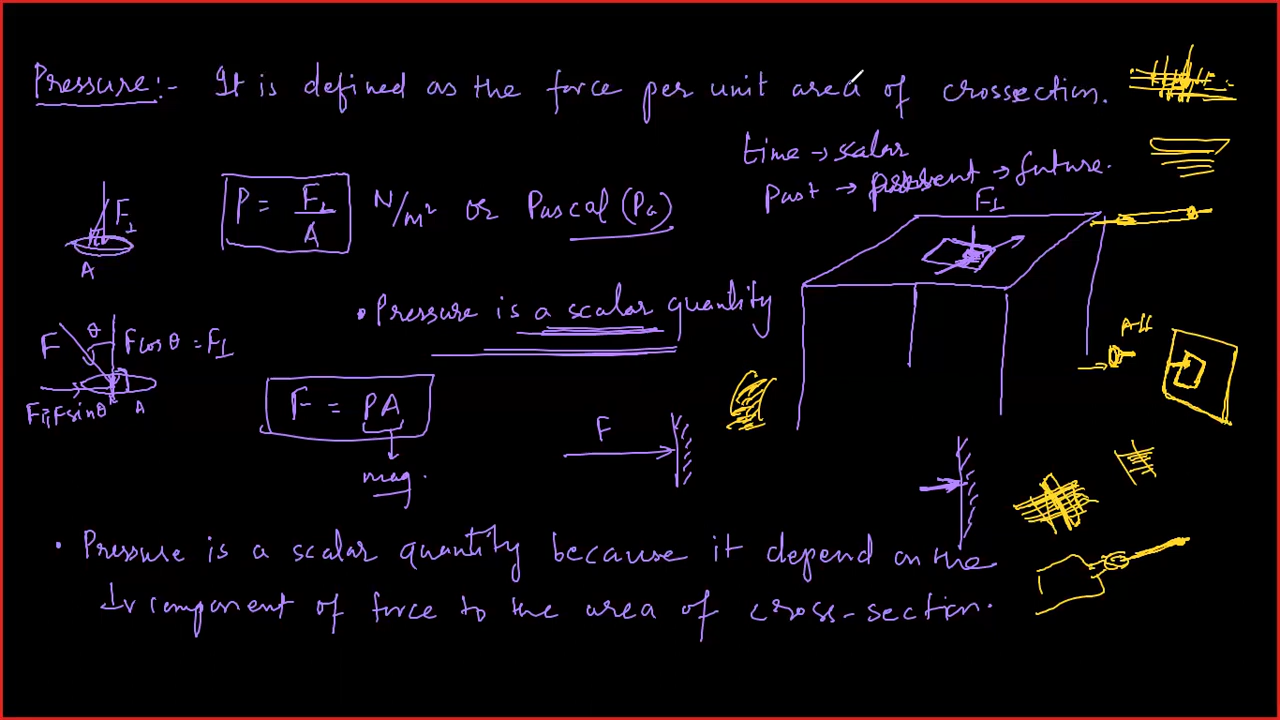 Pressure:- It is defined as the force per unit area of crossection.
time → scalar
Past → present → future.
F⊥
A
P = F⊥/A N/m² or Pascal (Pa)
F⊥
• Pressure is a scalar quantity
F θ F cos θ = F⊥
F sin θ
A
F = PA
mag.
F
A
• Pressure is a scalar quantity because it depend on the
⊥r component of force to the area of cross-section.